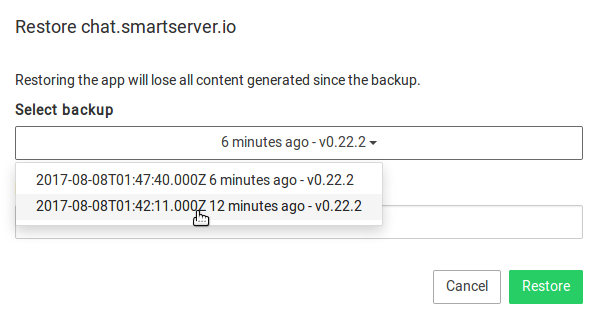 Restore chat.smartserver.io
Restoring the app will lose all content generated since the backup.
Select backup
6 minutes ago - v0.22.2
2017-08-08T01:47:40.000Z 6 minutes ago - v0.22.2
2017-08-08T01:42:11.000Z 12 minutes ago - v0.22.2
Cancel Restore